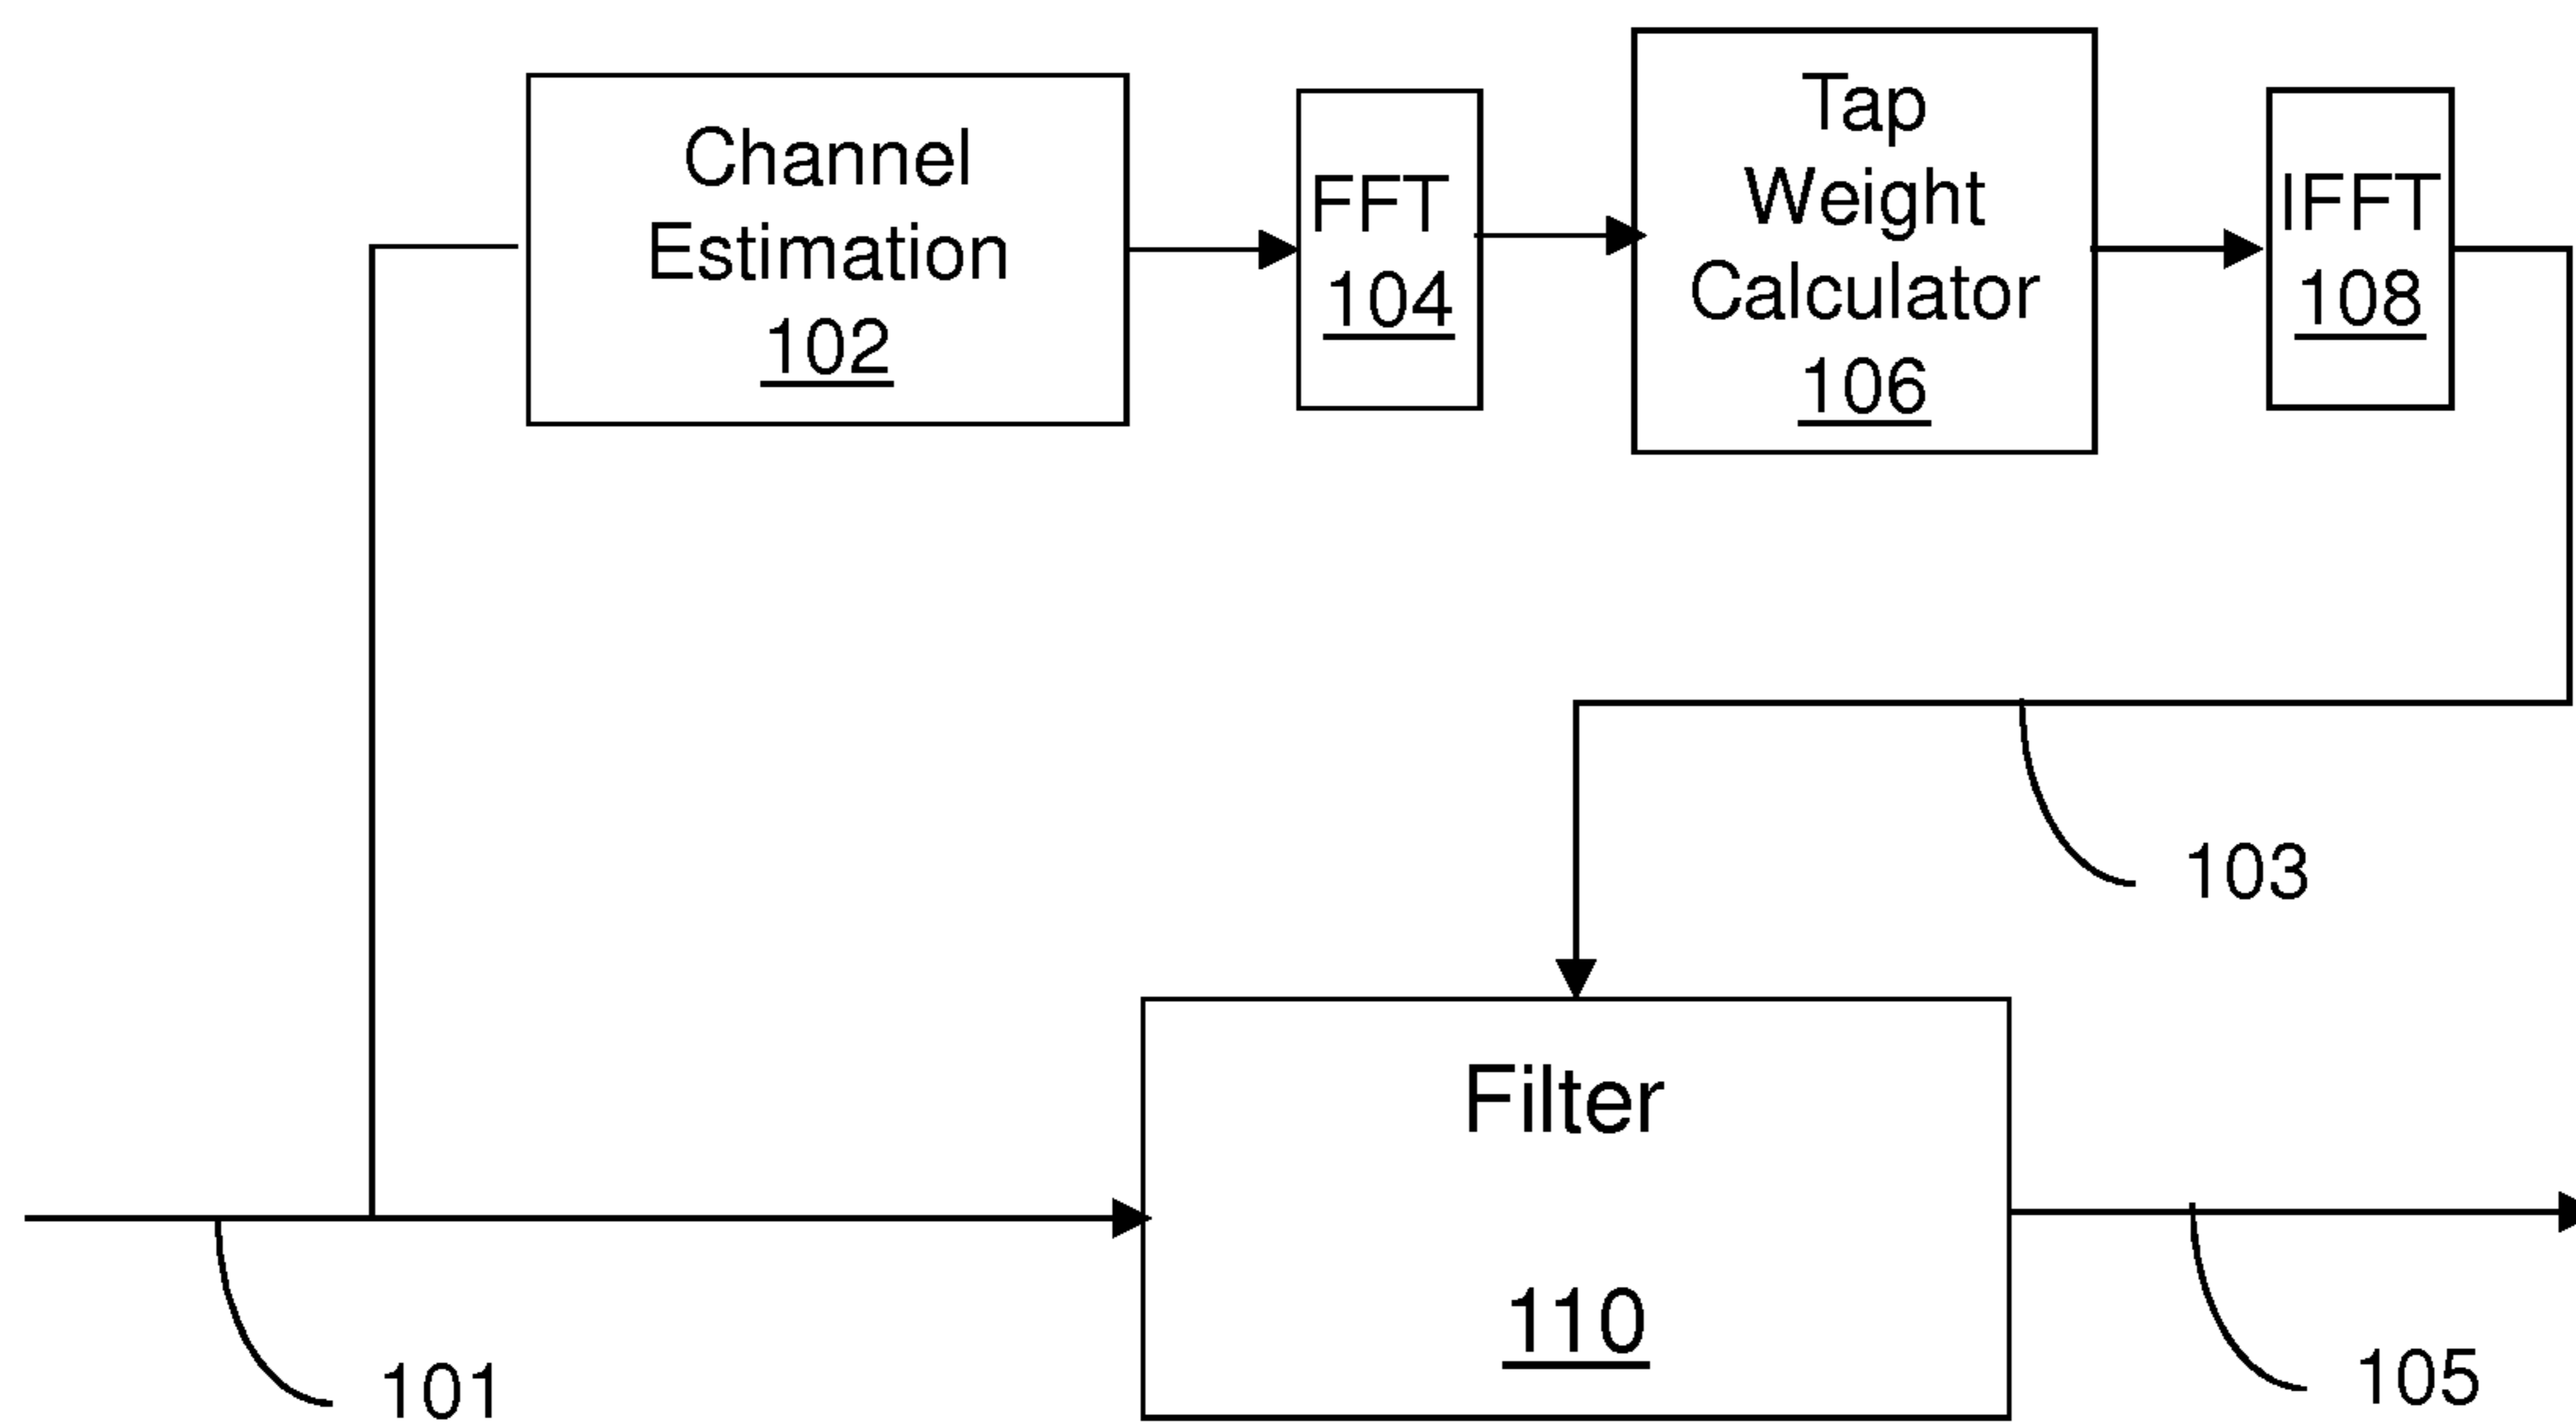 Channel
Estimation
102
FFT
104
Tap
Weight
Calculator
106
IFFT
108
103
Filter
110
101
105